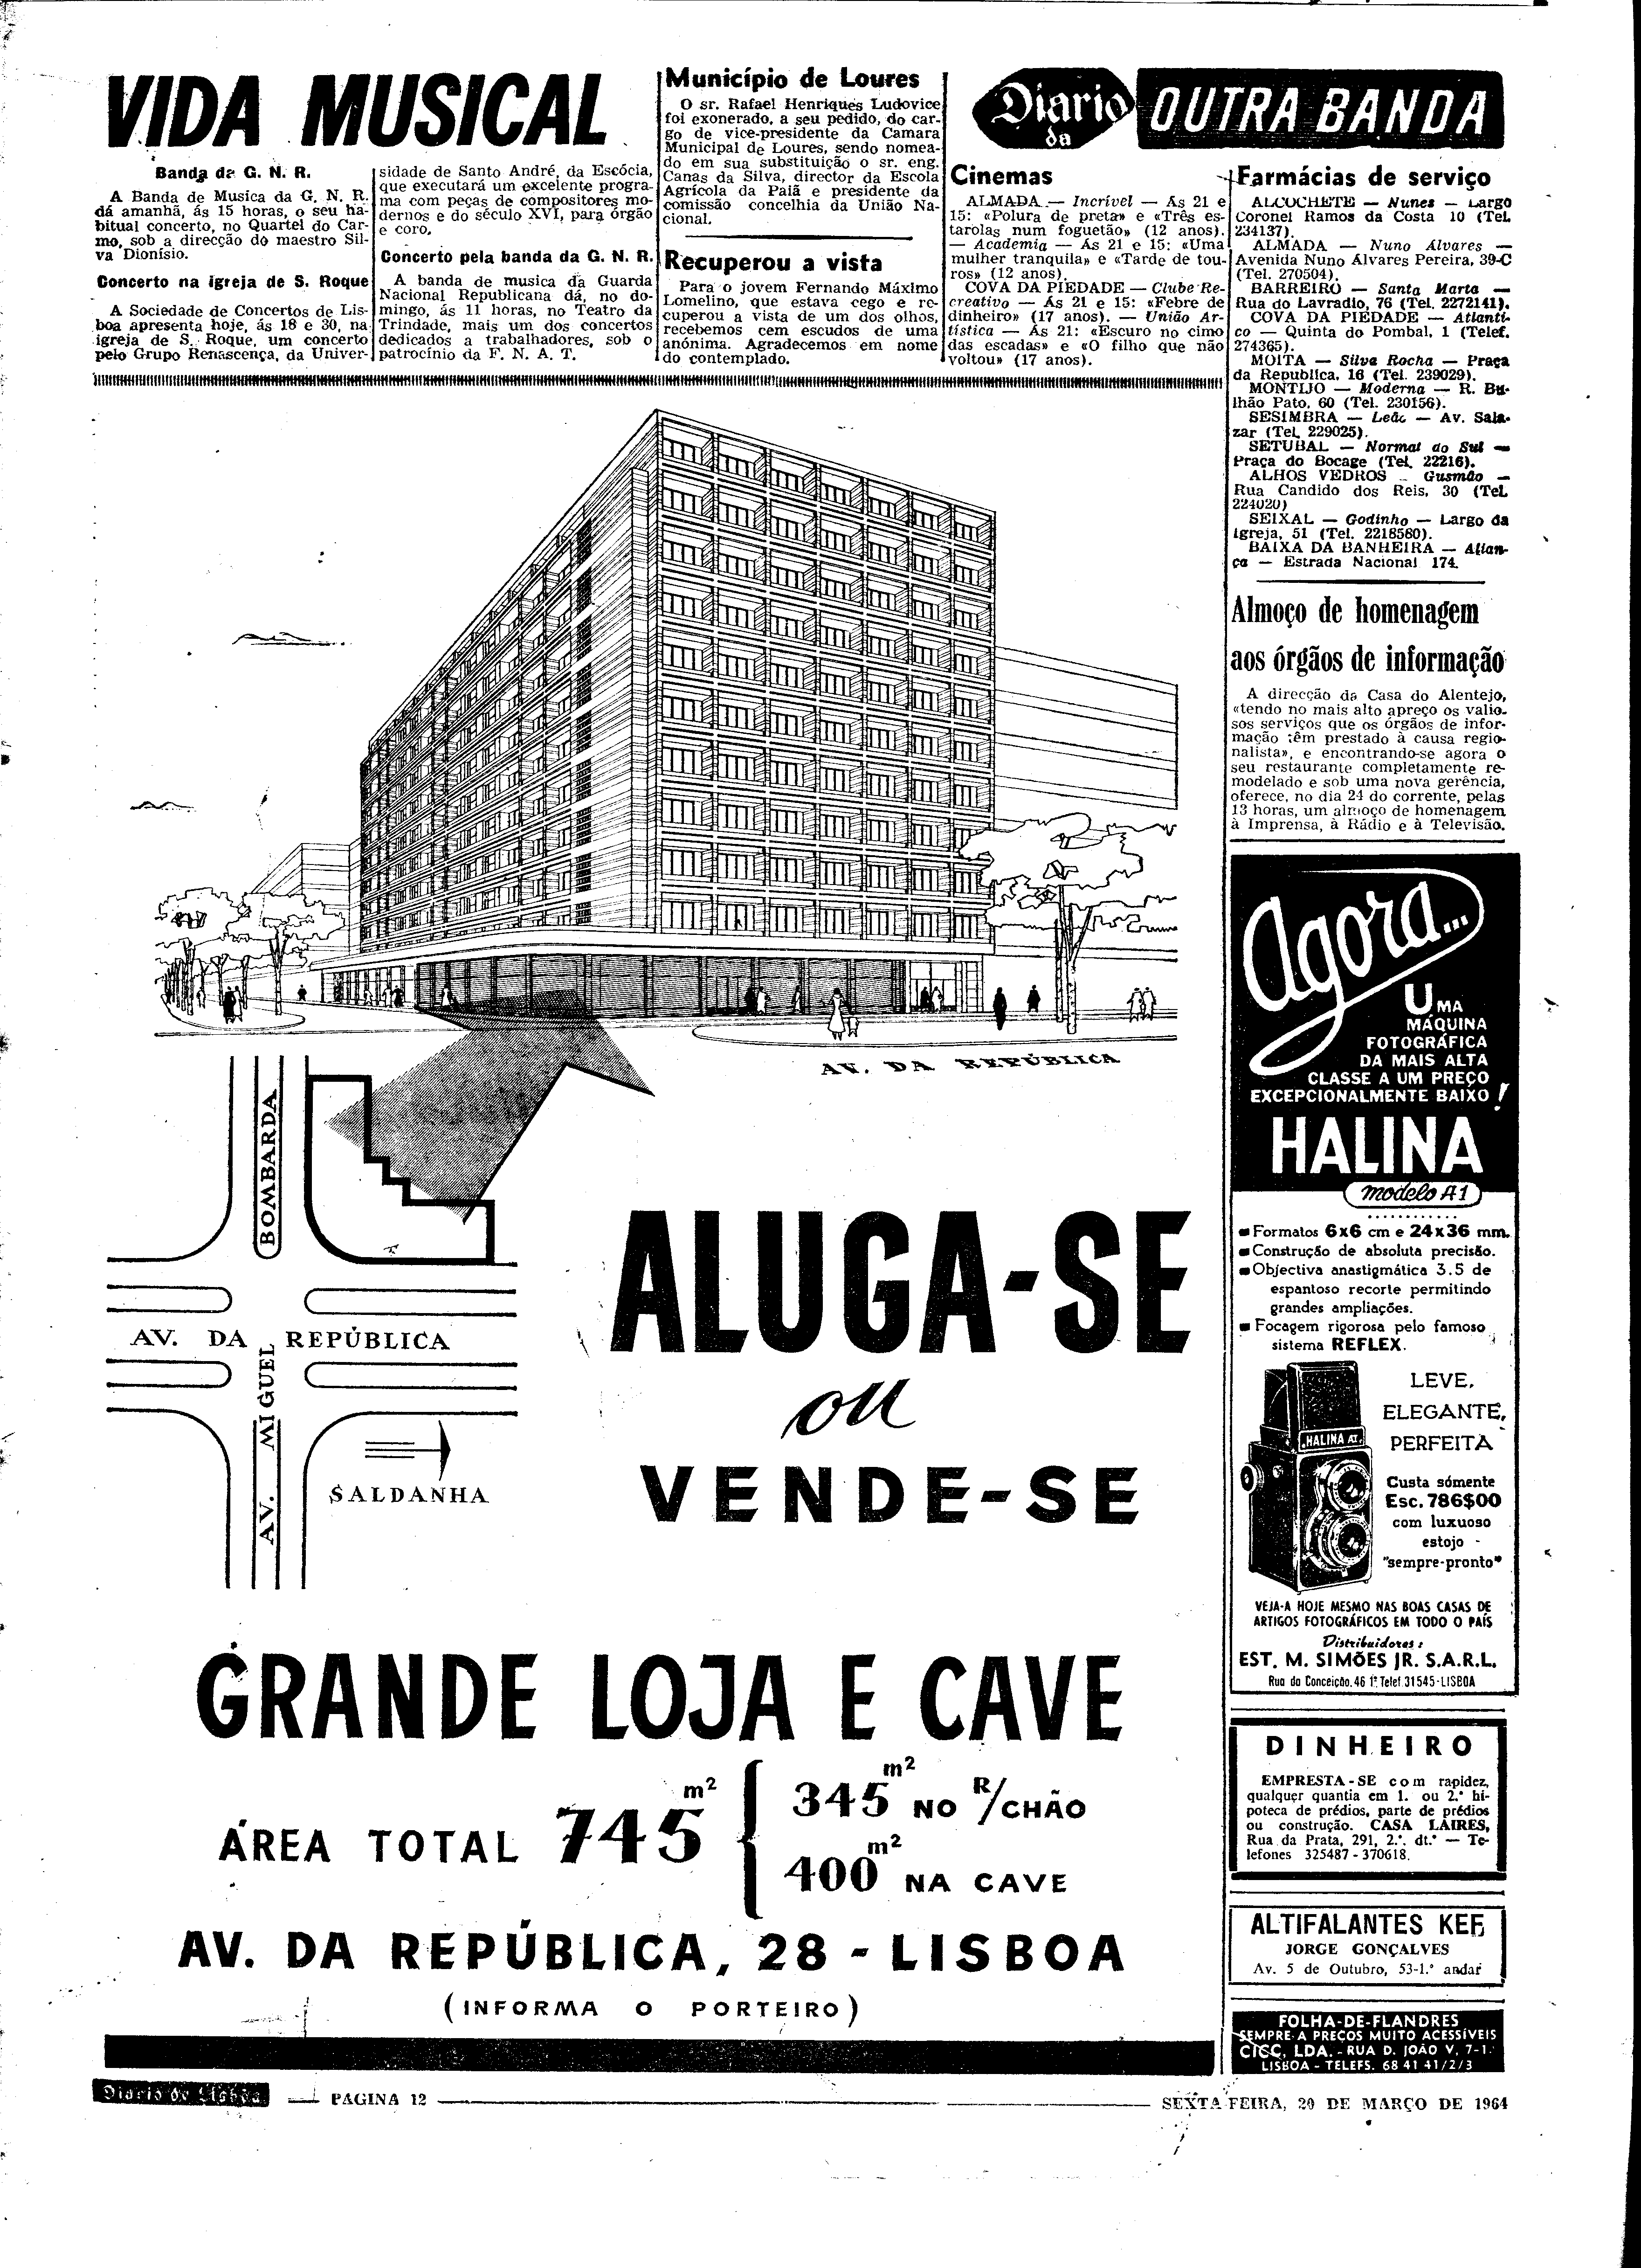 VIDA MUSICAL
Banda da G. N. R.
A Banda de Musica da G. N. R.
dá amanhã, ás 15 horas, o seu ha-
bitual concerto, no Quartel do Car-
mo, sob a direcção do maestro Sil-
va Dionísio.
Concerto na igreja de S. Roque
A Sociedade de Concertos de Lis-
boa apresenta hoje, ás 18 e 30, na
igreja de S. Roque, um concerto
pelo Grupo Renascença, da Univer-
sidade de Santo André, da Escócia,
que executará um excelente progra-
ma com peças de compositores mo-
dernos e do século XVI, para órgão
e coro.
Concerto pela banda da G. N. R.
A banda de musica da Guarda
Nacional Republicana dá, no do-
mingo, ás 11 horas, no Teatro da
Trindade, mais um dos concertos
dedicados a trabalhadores, sob o
patrocínio da F. N. A. T.
Município de Loures
O sr. Rafael Henriques Ludovice
foi exonerado, a seu pedido, do car-
go de vice-presidente da Camara
Municipal de Loures, sendo nomea-
do em sua substituição o sr. eng.
Canas da Silva, director da Escola
Agrícola da Paiã e presidente da
comissão concelhia da União Na-
cional.
Recuperou a vista
Para o jovem Fernando Máximo
Lomelino, que estava cego e re-
cuperou a vista de um dos olhos,
recebemos cem escudos de uma
anónima. Agradecemos em nome
do contemplado.
Diario da OUTRA BANDA
Cinemas
ALMADA — Incrível — Ás 21 e
15: «Polura de preta» e «Três es-
tarolas num foguetão» (12 anos).
— Academia — Ás 21 e 15: «Uma
mulher tranquila» e «Tarde de tou-
ros» (12 anos).
COVA DA PIEDADE — Clube Re-
creativo — Ás 21 e 15: «Febre de
dinheiro» (17 anos). — União Ar-
tística — Ás 21: «Escuro no cimo
das escadas» e «O filho que não
voltou» (17 anos).
Farmácias de serviço
ALCOCHETE — Nunes — Largo
Coronel Ramos da Costa 10 (Tel.
234137).
ALMADA — Nuno Álvares —
Avenida Nuno Álvares Pereira, 39-C
(Tel. 270504).
BARREIRO — Santa Marta —
Rua do Lavradio, 76 (Tel. 2272141).
COVA DA PIEDADE — Atlanti-
co — Quinta do Pombal, 1 (Telef.
274365).
MOITA — Silva Rocha — Praça
da Republica, 16 (Tel. 239029).
MONTIJO — Moderna — R. Bu-
lhão Pato, 60 (Tel. 230156).
SESIMBRA — Leão — Av. Sala-
zar (Tel. 229025).
SETUBAL — Normal do Sul —
Praça do Bocage (Tel. 22216).
ALHOS VEDROS — Gusmão —
Rua Candido dos Reis, 30 (Tel.
224020)
SEIXAL — Godinho — Largo da
Igreja, 51 (Tel. 2218580).
BAIXA DA BANHEIRA — Alian-
ça — Estrada Nacional 174.
Almoço de homenagem
aos órgãos de informação
A direcção da Casa do Alentejo,
«tendo no mais alto apreço os valio-
sos serviços que os órgãos de infor-
mação têm prestado à causa regio-
nalista», e encontrando-se agora o
seu restaurante completamente re-
modelado e sob uma nova gerência,
oferece, no dia 24 do corrente, pelas
13 horas, um almoço de homenagem
à Imprensa, à Rádio e à Televisão.
AV. DA REPÚBLICA
BOMBARDA
AV. DA REPÚBLICA
AV. MIGUEL
SALDANHA
ALUGA-SE
ou
VENDE-SE
GRANDE LOJA E CAVE
ÁREA TOTAL 745 m²
345 m² NO R/CHÃO
400 m² NA CAVE
AV. DA REPÚBLICA, 28 - LISBOA
(INFORMA O PORTEIRO)
Agora...
UMA
MÁQUINA
FOTOGRÁFICA
DA MAIS ALTA
CLASSE A UM PREÇO
EXCEPCIONALMENTE BAIXO!
HALINA
modelo A1
Formatos 6x6 cm e 24x36 mm.
Construção de absoluta precisão.
Objectiva anastigmática 3.5 de
espantoso recorte permitindo
grandes ampliações.
Focagem rigorosa pelo famoso
sistema REFLEX.
HALINA A1
LEVE,
ELEGANTE,
PERFEITA
Custa sómente
Esc. 786$00
com luxuoso
estojo -
"sempre-pronto"
VEJA-A HOJE MESMO NAS BOAS CASAS DE
ARTIGOS FOTOGRÁFICOS EM TODO O PAÍS
Distribuidores:
EST. M. SIMÕES JR. S.A.R.L.
Rua da Conceição, 46 1º Telef. 31545 - LISBOA
DINHEIRO
EMPRESTA-SE com rapidez,
qualquer quantia em 1. ou 2.ª hi-
poteca de prédios, parte de prédios
ou construção. CASA LAIRES,
Rua da Prata, 291, 2.º, dt.º — Te-
lefones 325487 - 370618.
ALTIFALANTES KEF
JORGE GONÇALVES
Av. 5 de Outubro, 53-1.º andar
FOLHA-DE-FLANDRES
SEMPRE A PREÇOS MUITO ACESSÍVEIS
CICC, LDA. - RUA D. JOÃO V, 7-1.º
LISBOA - TELEFS. 68 41 41/2/3
Diario de Lisboa — PAGINA 12
SEXTA FEIRA, 20 DE MARÇO DE 1964